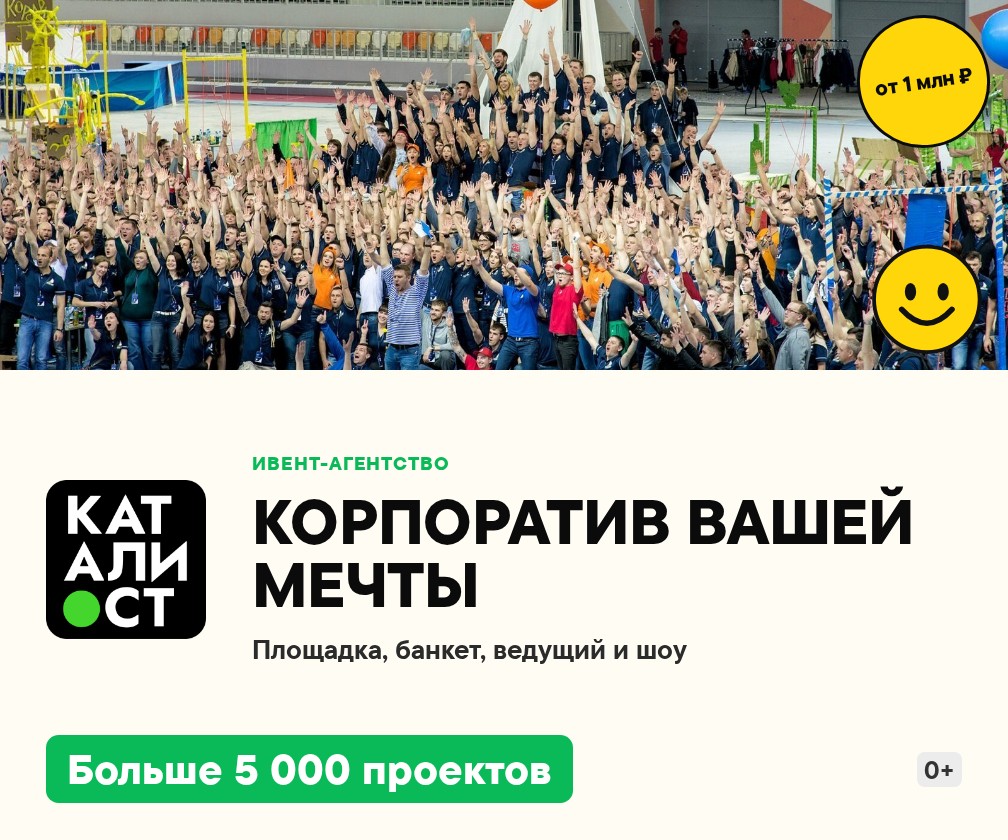 от 1 млн ₽
ИВЕНТ-АГЕНТСТВО
КОРПОРАТИВ ВАШЕЙ
МЕЧТЫ
КАТ
АЛИ
СТ
Площадка, банкет, ведущий и шоу
Больше 5 000 проектов
0+